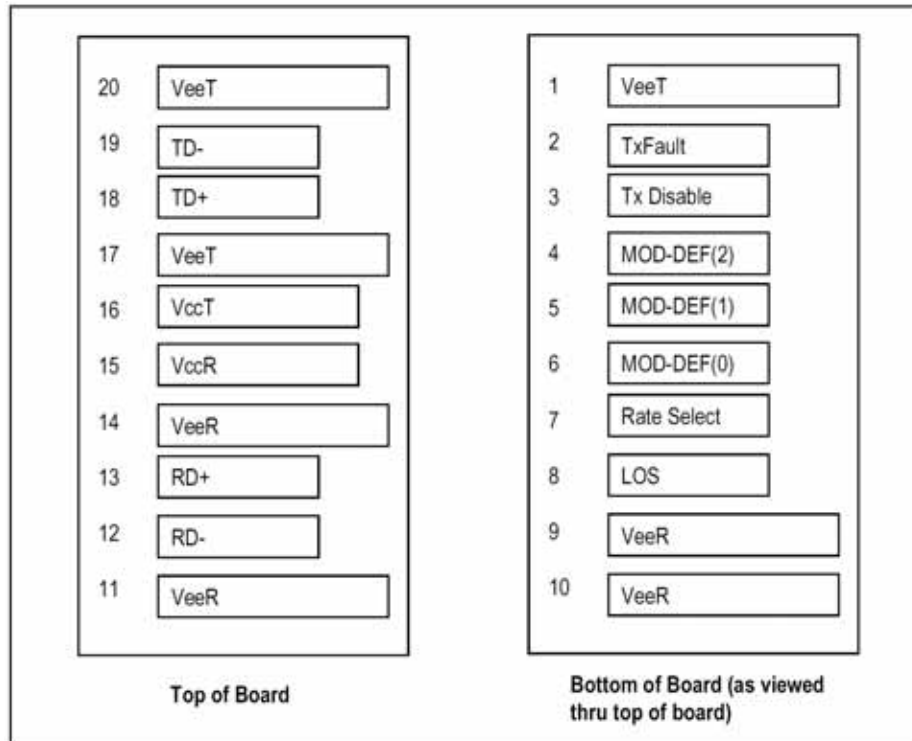 20 VeeT
19 TD-
18 TD+
17 VeeT
16 VccT
15 VccR
14 VeeR
13 RD+
12 RD-
11 VeeR
Top of Board
1 VeeT
2 TxFault
3 Tx Disable
4 MOD-DEF(2)
5 MOD-DEF(1)
6 MOD-DEF(0)
7 Rate Select
8 LOS
9 VeeR
10 VeeR
Bottom of Board (as viewed
thru top of board)